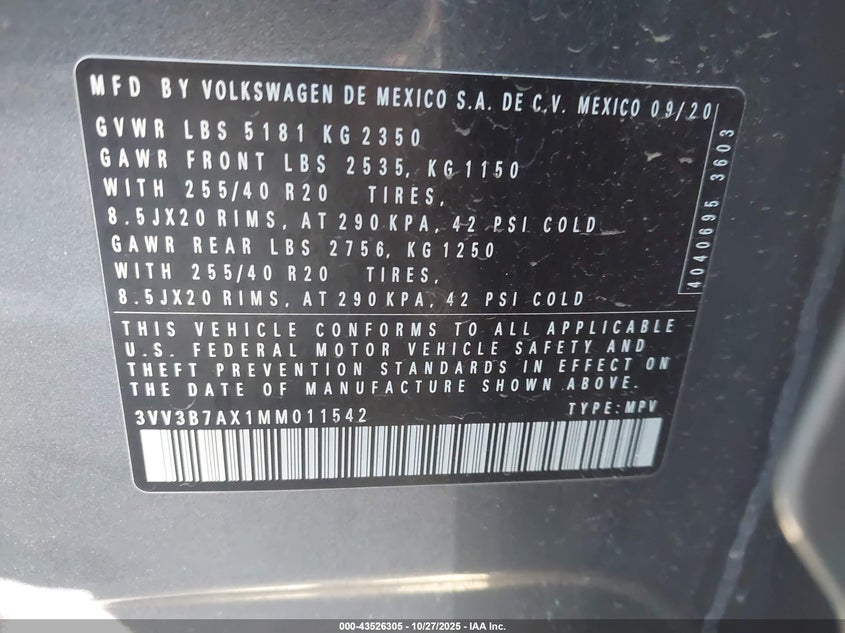 MFD BY VOLKSWAGEN DE MEXICO S.A. DE C.V. MEXICO 09/20
GVWR LBS 5181 KG 2350
GAWR FRONT LBS 2535, KG 1150
WITH 255/40 R20 TIRES,
8.5JX20 RIMS, AT 290 KPA, 42 PSI COLD
GAWR REAR LBS 2756, KG 1250
WITH 255/40 R20 TIRES,
8.5JX20 RIMS, AT 290 KPA, 42 PSI COLD
4040695 3603
THIS VEHICLE CONFORMS TO ALL APPLICABLE
U.S. FEDERAL MOTOR VEHICLE SAFETY AND
THEFT PREVENTION STANDARDS IN EFFECT ON
THE DATE OF MANUFACTURE SHOWN ABOVE.
3VV3B7AX1MM011542 TYPE: MPV
000-43526305 | 10/27/2025 | IAA Inc.